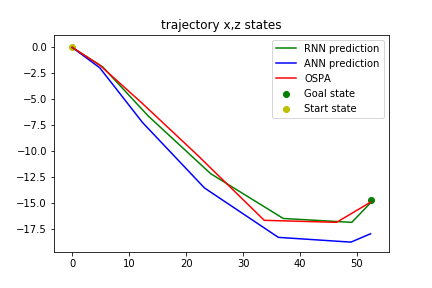 trajectory x,z states
RNN prediction
ANN prediction
OSPA
Goal state
Start state
0.0
−2.5
−5.0
−7.5
−10.0
−12.5
−15.0
−17.5
0 10 20 30 40 50